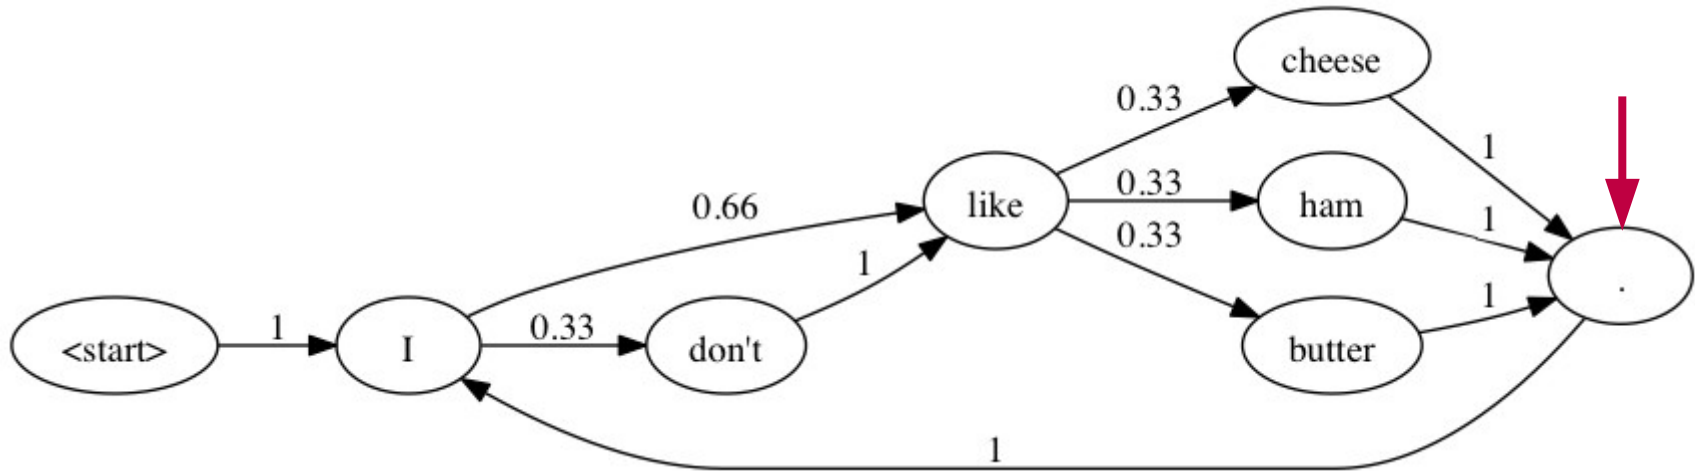 cheese
0.33
1
0.33
like
ham
0.66
1
0.33
1
.
1
<start>
1
I
0.33
don't
butter
1